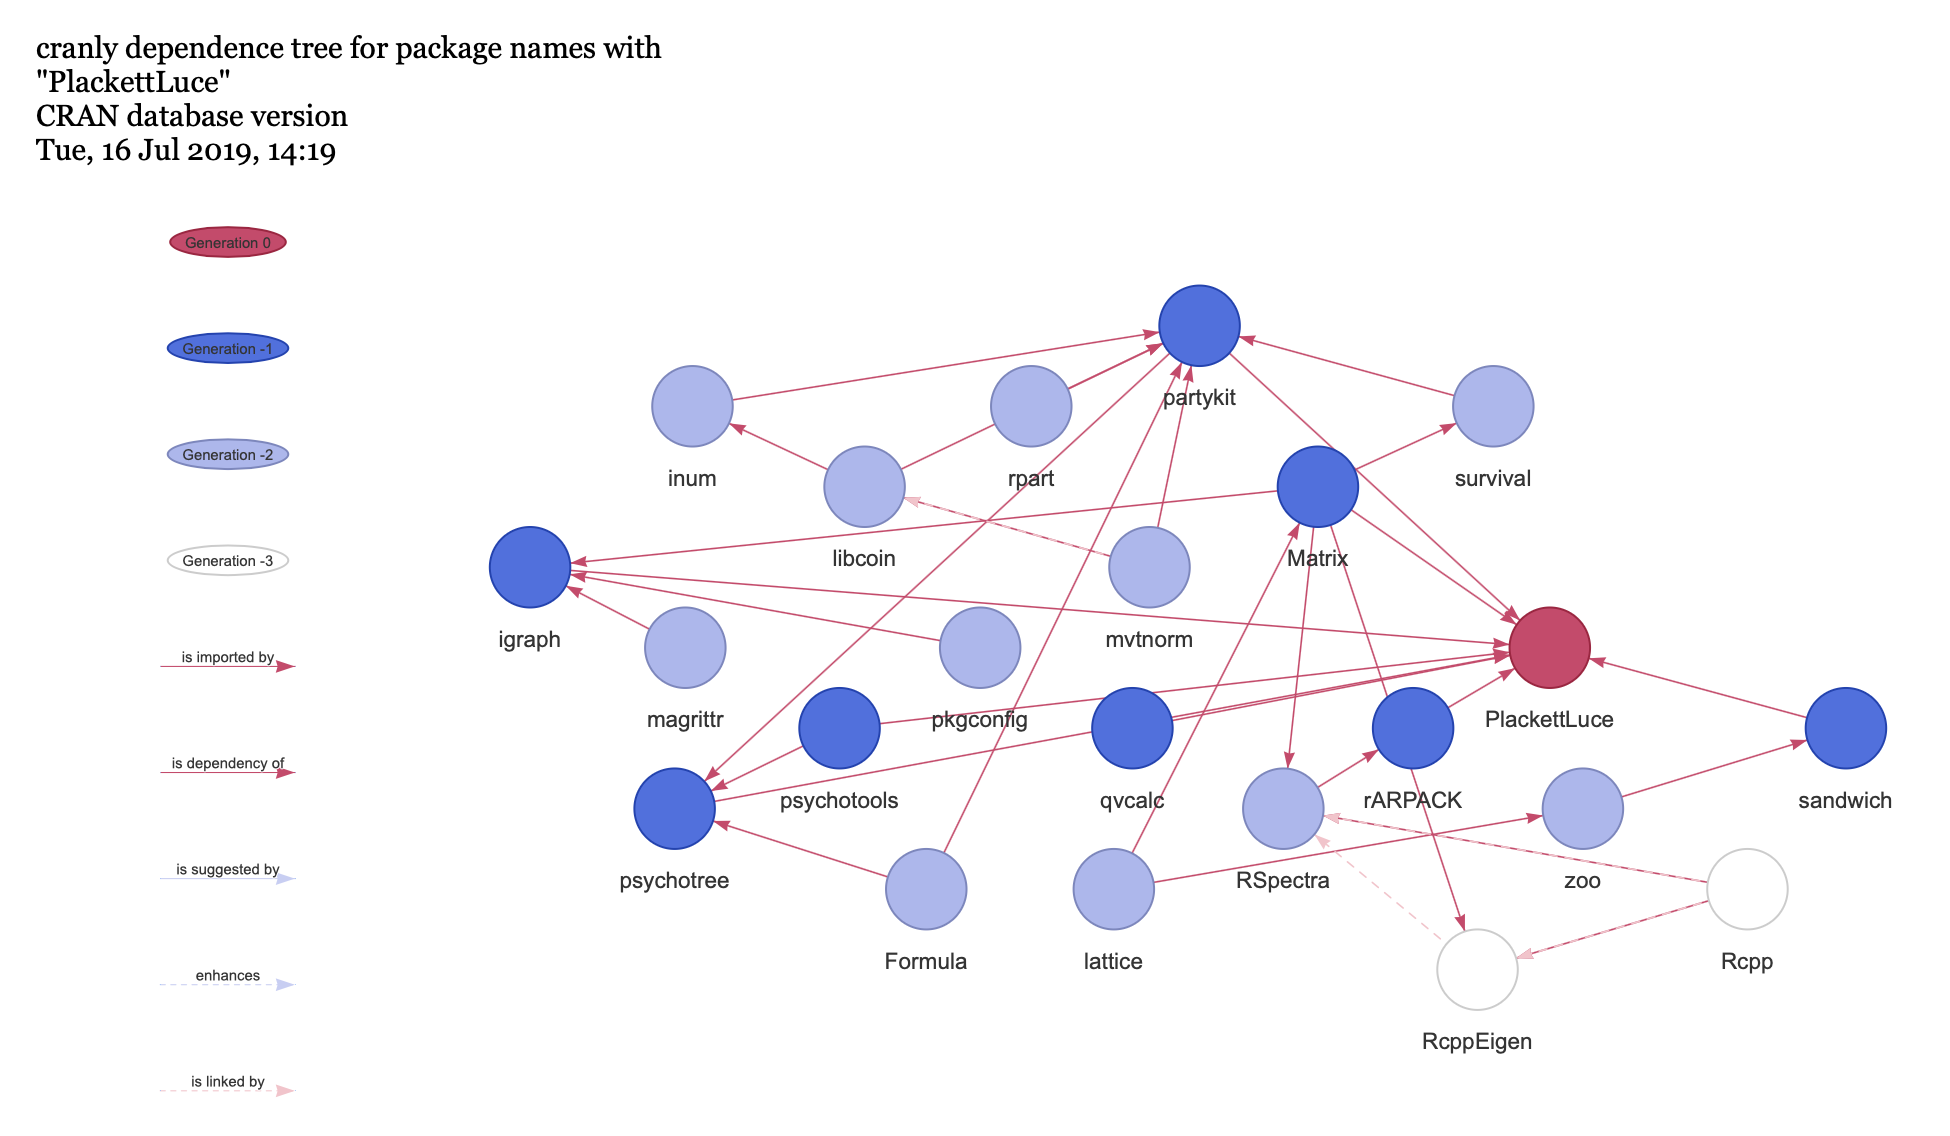 cranly dependence tree for package names with
"PlackettLuce"
CRAN database version
Tue, 16 Jul 2019, 14:19
Generation 0
Generation -1
Generation -2
Generation -3
is imported by
is dependency of
is suggested by
enhances
is linked by
partykit
inum
rpart
survival
libcoin
Matrix
igraph
mvtnorm
magrittr
pkgconfig
PlackettLuce
psychotools
qvcalc
rARPACK
sandwich
psychotree
RSpectra
zoo
Formula
lattice
Rcpp
RcppEigen